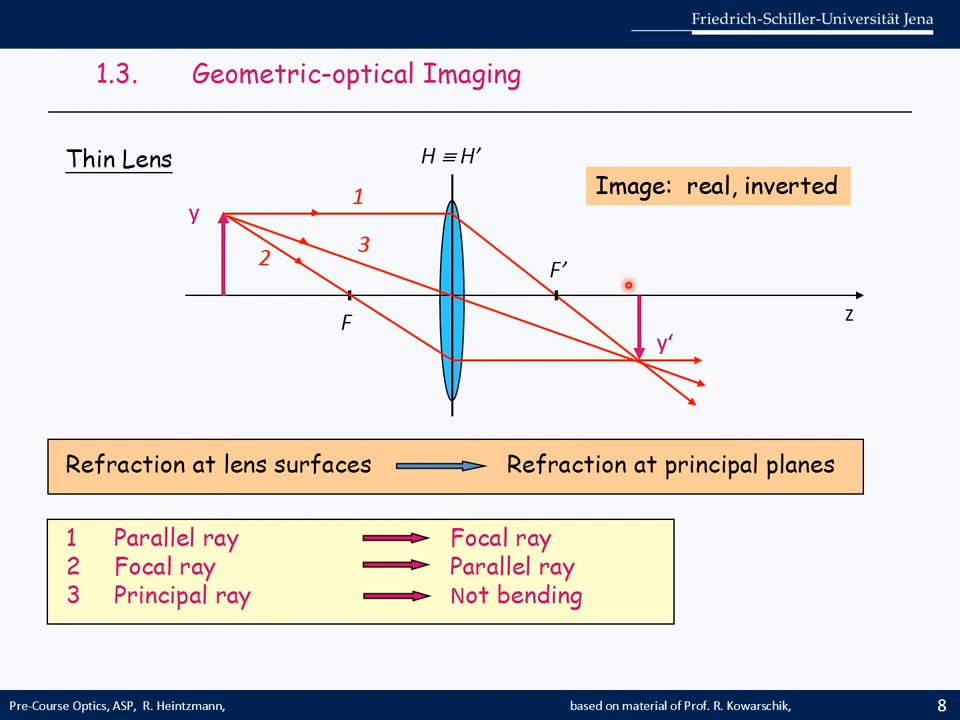 Friedrich-Schiller-Universität Jena
1.3. Geometric-optical Imaging
Thin Lens
H ≡ H’
Image: real, inverted
y
1
3
2
F’
F
z
y‘
Refraction at lens surfaces Refraction at principal planes
1 Parallel ray Focal ray
2 Focal ray Parallel ray
3 Principal ray Not bending
Pre-Course Optics, ASP, R. Heintzmann, based on material of Prof. R. Kowarschik, 8